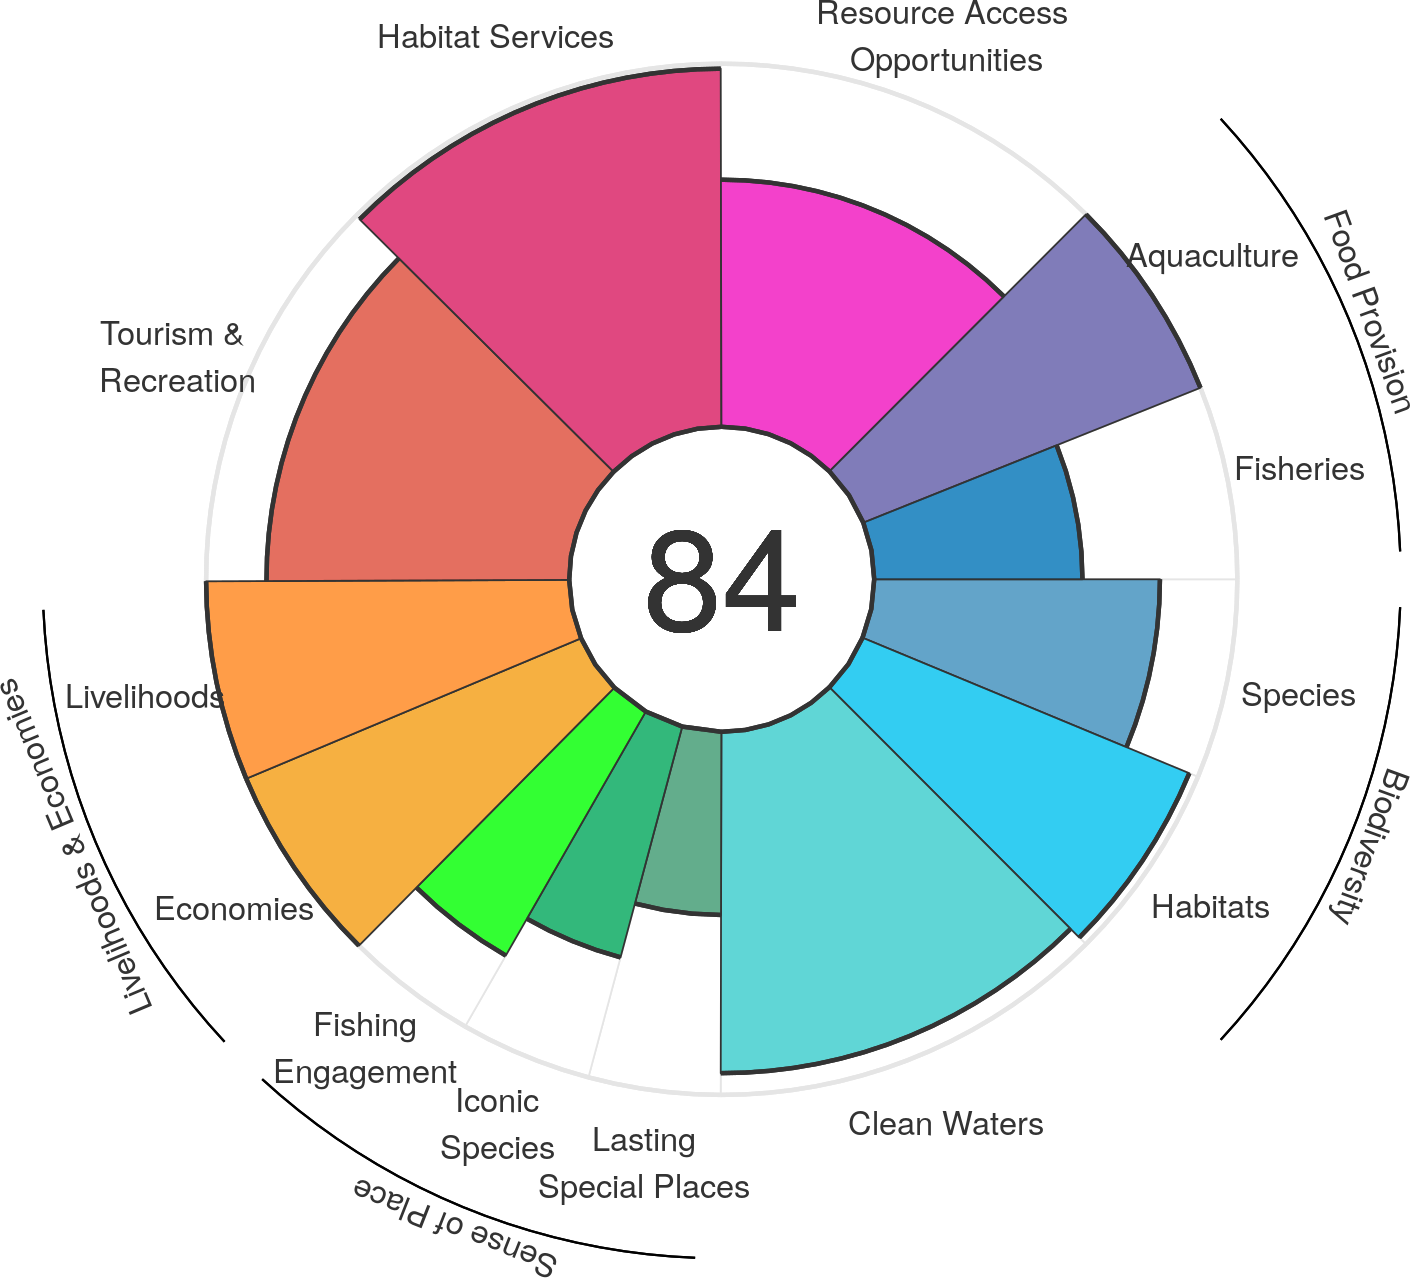 Resource Access
Opportunities
Habitat Services
Aquaculture
Food Provision
Tourism &
Recreation
Fisheries
84
Livelihoods
Species
Livelihoods & Economies
Biodiversity
Economies
Habitats
Fishing
Engagement
Iconic
Species
Lasting
Special Places
Clean Waters
Sense of Place